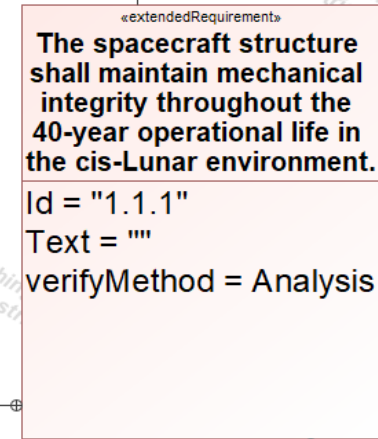 «extendedRequirement»
The spacecraft structure
shall maintain mechanical
integrity throughout the
40-year operational life in
the cis-Lunar environment.
Id = "1.1.1"
Text = ""
verifyMethod = Analysis